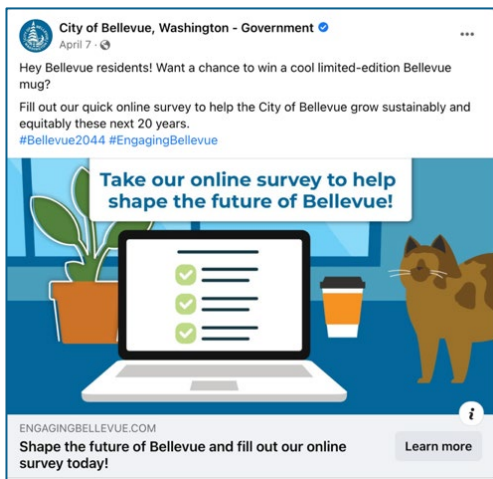 City of Bellevue, Washington - Government
April 7 ·
Hey Bellevue residents! Want a chance to win a cool limited-edition Bellevue
mug?
Fill out our quick online survey to help the City of Bellevue grow sustainably and
equitably these next 20 years.
#Bellevue2044 #EngagingBellevue
Take our online survey to help
shape the future of Bellevue!
i
ENGAGINGBELLEVUE.COM
Shape the future of Bellevue and fill out our online
survey today!
Learn more